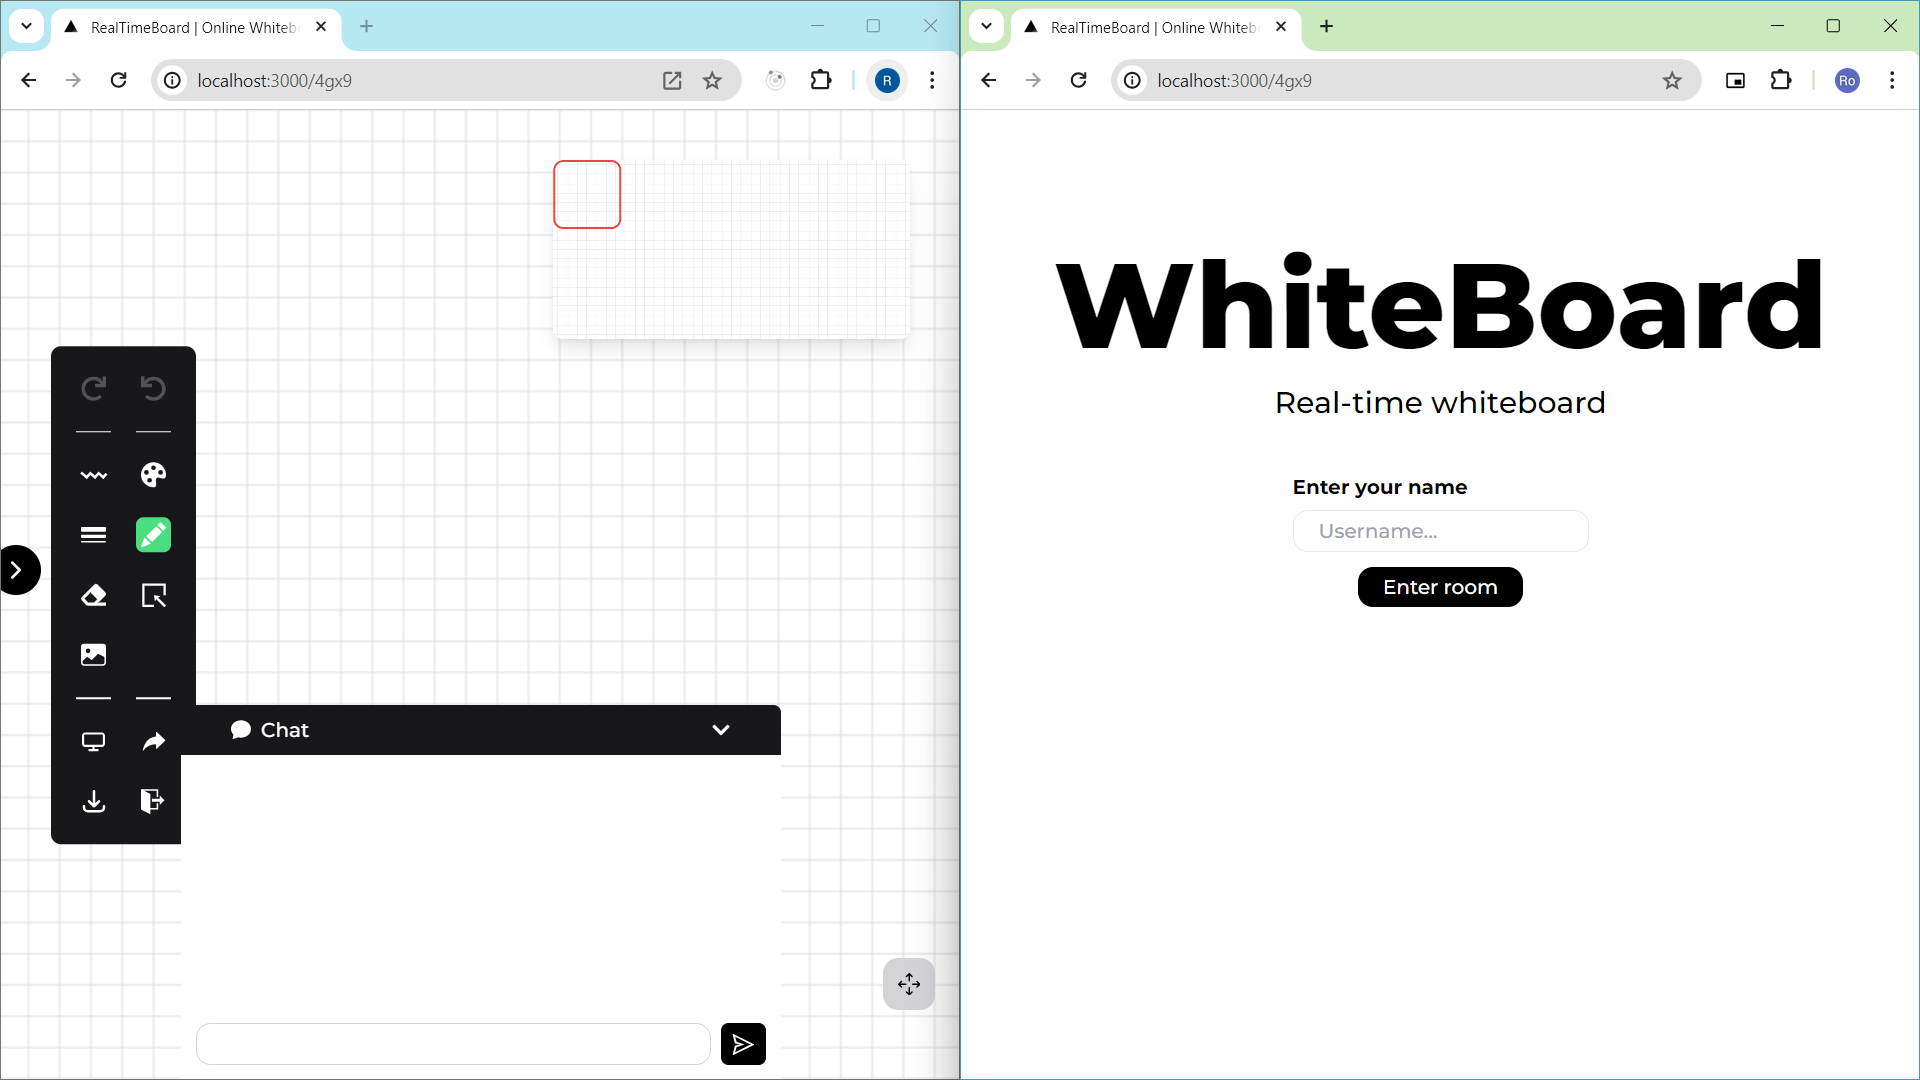 RealTimeBoard | Online Whiteb
localhost:3000/4gx9
R
Chat
RealTimeBoard | Online Whiteb
localhost:3000/4gx9
Ro
WhiteBoard
Real-time whiteboard
Enter your name
Username...
Enter room